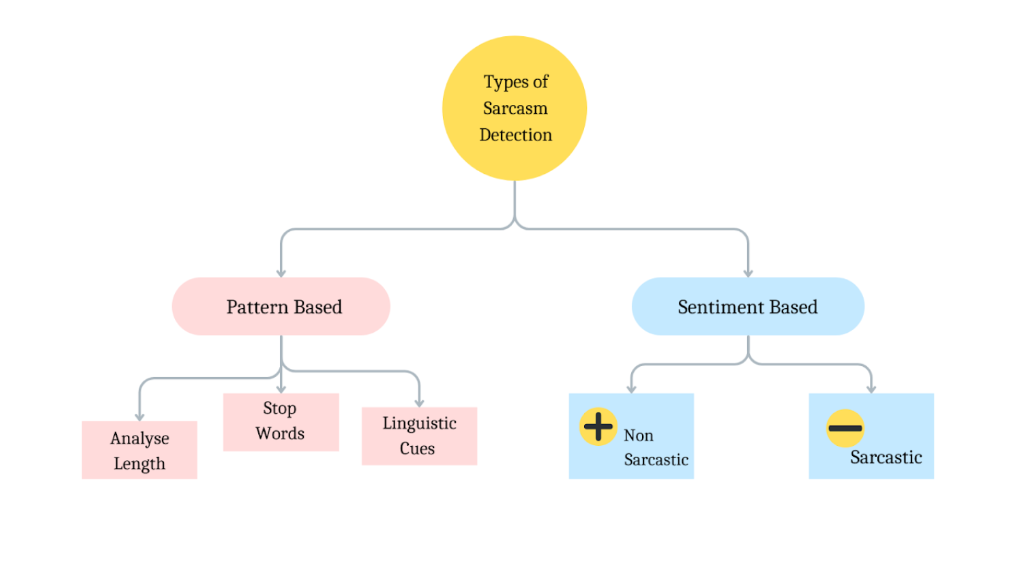 Types of
Sarcasm
Detection
Pattern Based
Sentiment Based
Analyse
Length
Stop
Words
Linguistic
Cues
Non
Sarcastic
Sarcastic